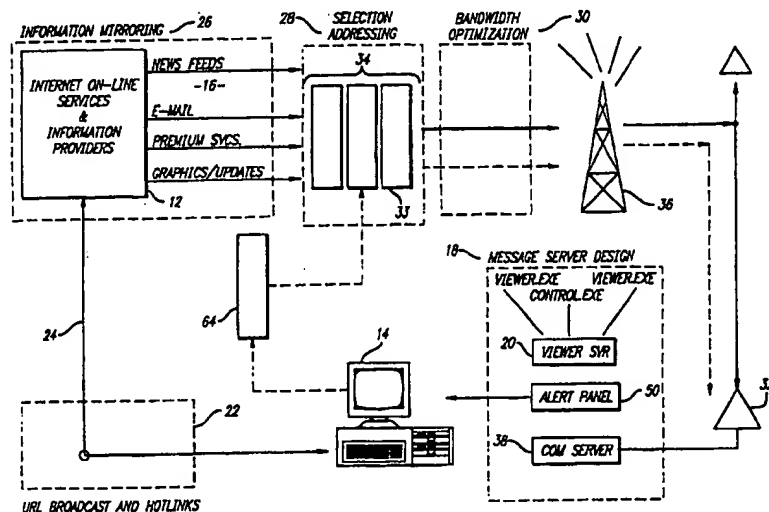 INFORMATION MIRRORING
26
28
SELECTION
ADDRESSING
BANDWIDTH
OPTIMIZATION
30
INTERNET ON-LINE
SERVICES
&
INFORMATION
PROVIDERS
NEWS FEEDS
-16-
E-MAIL
PREMIUM SVCS.
GRAPHICS/UPDATES
12
34
33
36
64
24
14
22
URL BROADCAST AND HOTLINKS
18
MESSAGE SERVER DESIGN
VIEWER.EXE
VIEWER.EXE
CONTROL.EXE
20
VIEWER SVR
ALERT PANEL
50
38
COM SERVER